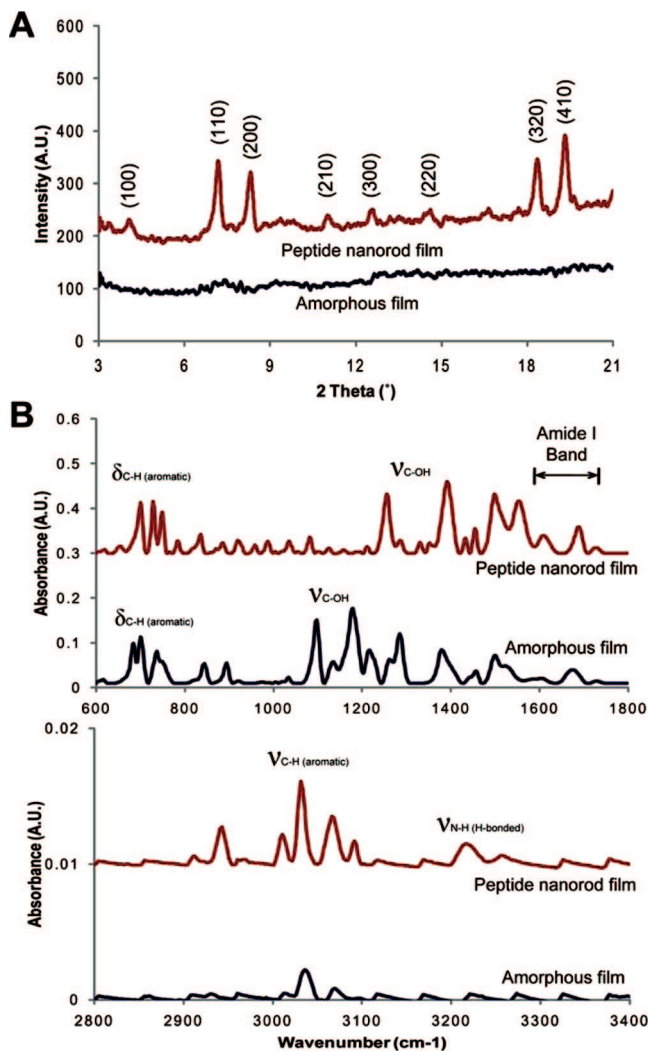 A
600
500
400
300
200
100
0
Intensity (A.U.)
(100)
(110)
(200)
(210)
(300)
(220)
(320)
(410)
Peptide nanorod film
Amorphous film
3 6 9 12 15 18 21
2 Theta (°)
B
0.6
0.5
0.4
0.3
0.2
0.1
0
Absorbance (A.U.)
δC-H (aromatic)
νC-OH
Amide I
Band
Peptide nanorod film
δC-H (aromatic)
νC-OH
Amorphous film
600 800 1000 1200 1400 1600 1800
0.02
0.01
0
Absorbance (A.U.)
νC-H (aromatic)
νN-H (H-bonded)
Peptide nanorod film
Amorphous film
2800 2900 3000 3100 3200 3300 3400
Wavenumber (cm-1)